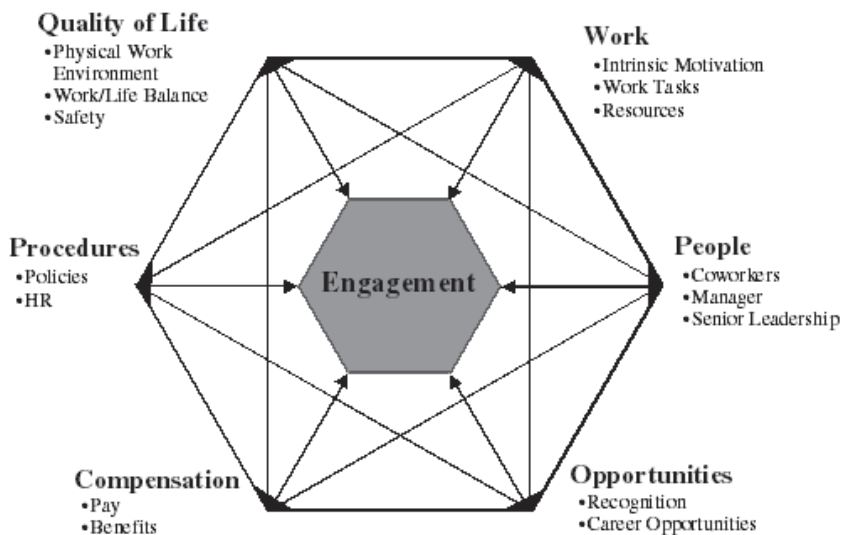 Quality of Life
•Physical Work
Environment
•Work/Life Balance
•Safety
Work
•Intrinsic Motivation
•Work Tasks
•Resources
Procedures
•Policies
•HR
Engagement
People
•Coworkers
•Manager
•Senior Leadership
Compensation
•Pay
•Benefits
Opportunities
•Recognition
•Career Opportunities